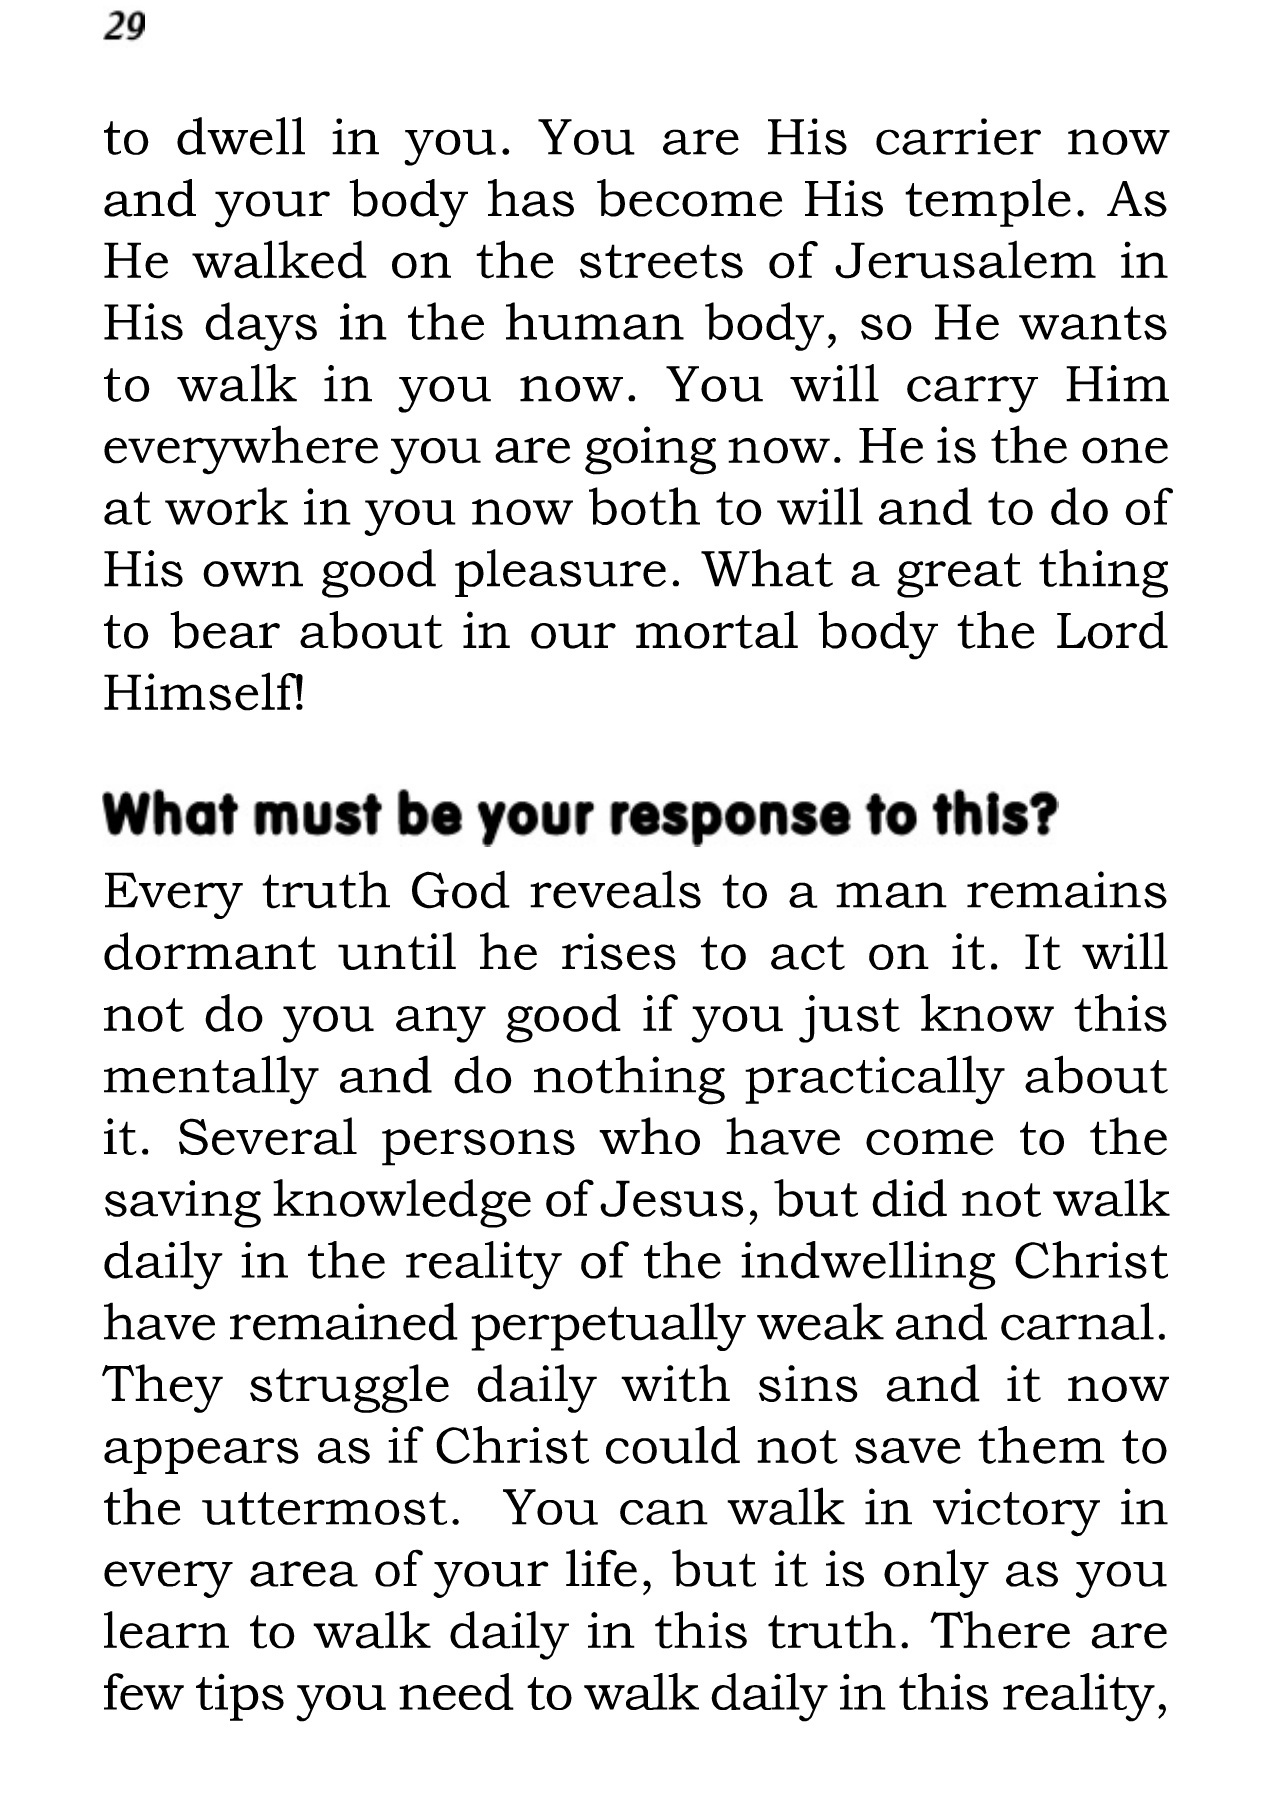 29
to dwell in you. You are His carrier now
and your body has become His temple. As
He walked on the streets of Jerusalem in
His days in the human body, so He wants
to walk in you now. You will carry Him
everywhere you are going now. He is the one
at work in you now both to will and to do of
His own good pleasure. What a great thing
to bear about in our mortal body the Lord
Himself!
What must be your response to this?
Every truth God reveals to a man remains
dormant until he rises to act on it. It will
not do you any good if you just know this
mentally and do nothing practically about
it. Several persons who have come to the
saving knowledge of Jesus, but did not walk
daily in the reality of the indwelling Christ
have remained perpetually weak and carnal.
They struggle daily with sins and it now
appears as if Christ could not save them to
the uttermost. You can walk in victory in
every area of your life, but it is only as you
learn to walk daily in this truth. There are
few tips you need to walk daily in this reality,